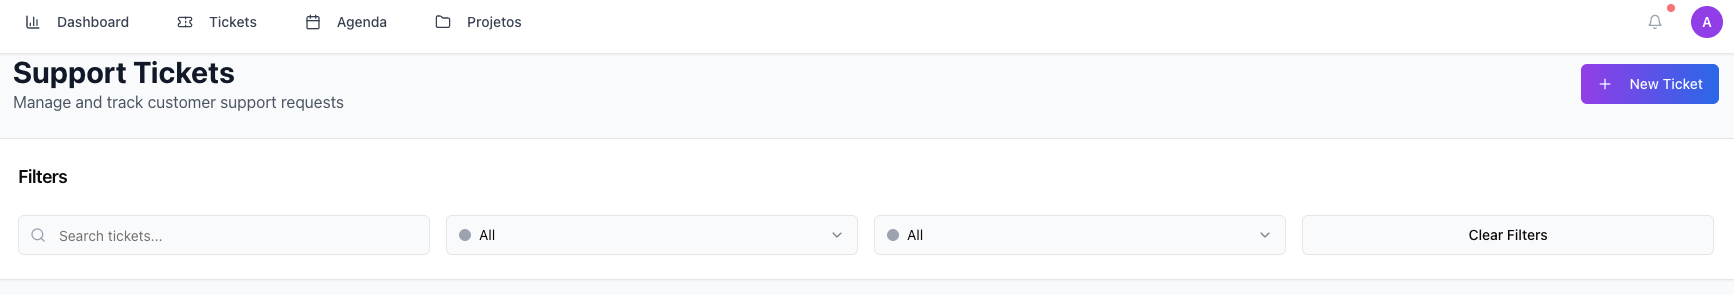 Dashboard Tickets Agenda Projetos A
Support Tickets
Manage and track customer support requests
New Ticket
Filters
Search tickets... All All Clear Filters